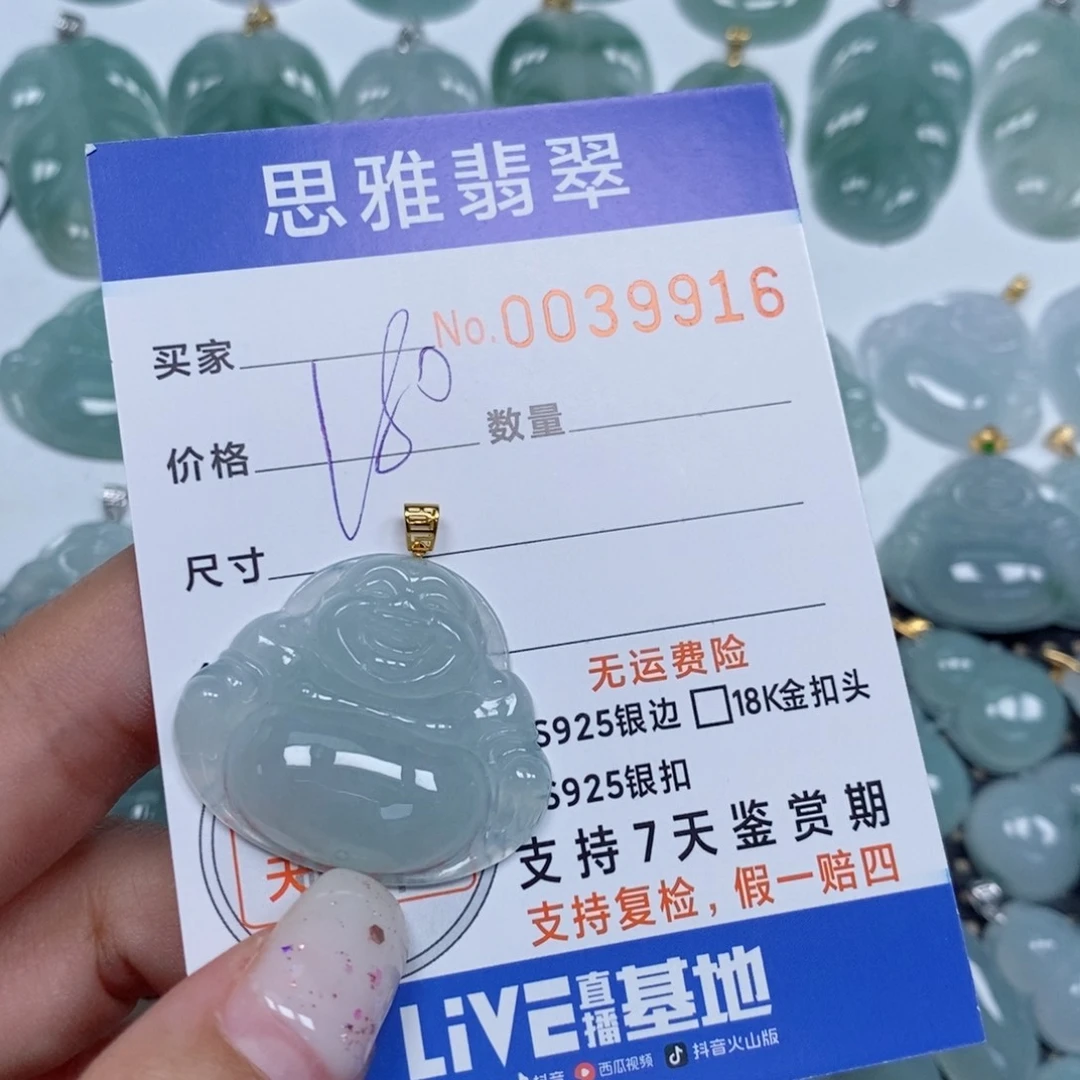 思雅翡翠
No.0039916
买家
180
价格 数量
尺寸
无运费险
S925银边 □18K金扣头
S925银扣
支持7天鉴赏期
天
支持复检，假一赔四
LiVE直播基地
抖音 西瓜视频 抖音火山版